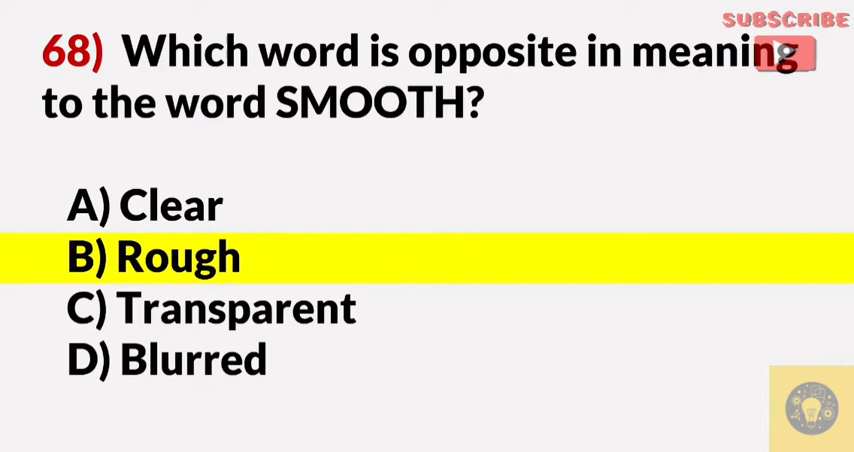 SUBSCRIBE
68) Which word is opposite in meaning
to the word SMOOTH?
A) Clear
B) Rough
C) Transparent
D) Blurred